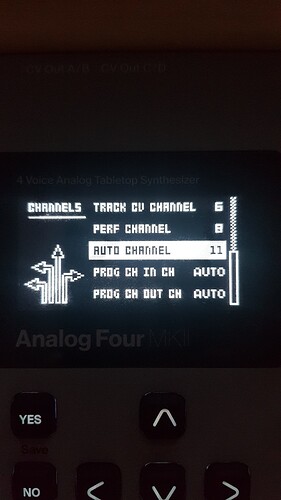 4 Voice Analog Tabletop Synthesizer
CHANNELS
TRACK CV CHANNEL 6
PERF CHANNEL 8
AUTO CHANNEL 11
PROG CH IN CH AUTO
PROG CH OUT CH AUTO
Analog Four MKII
YES
Save
NO